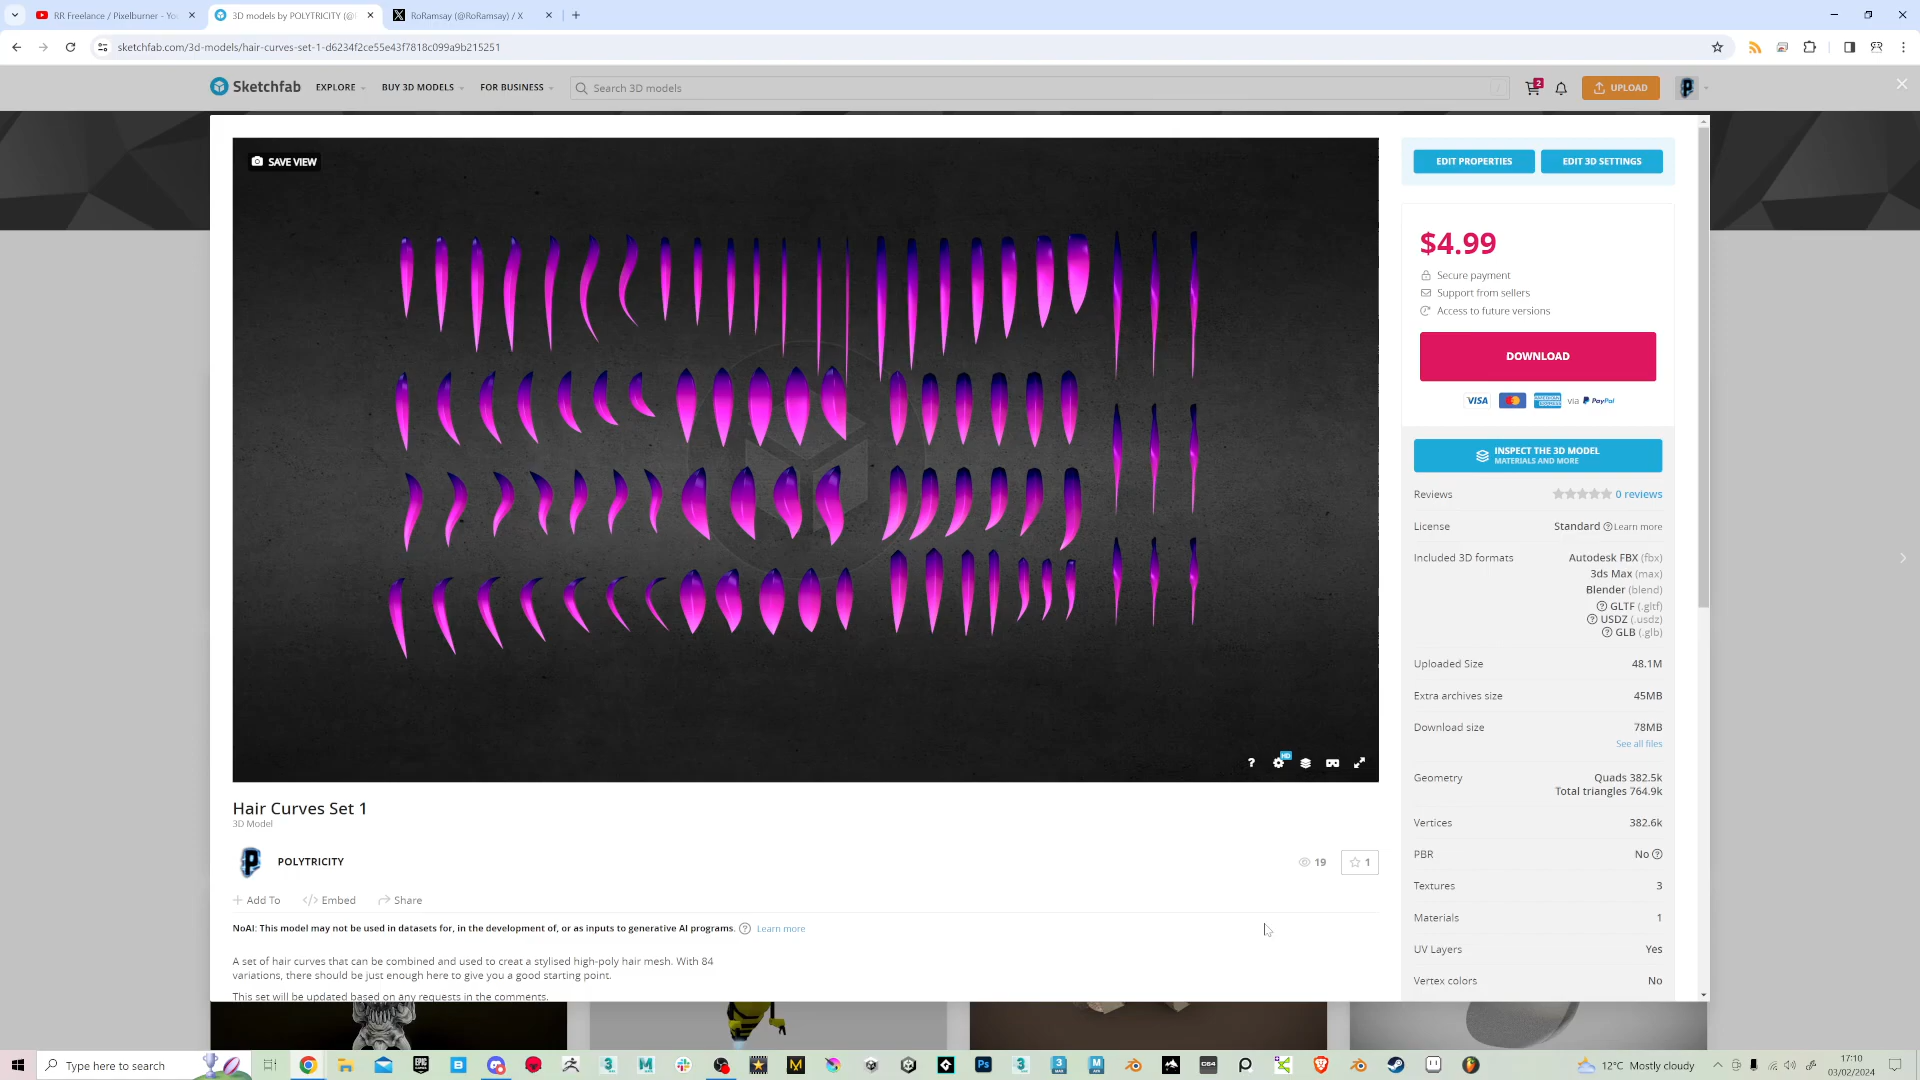 RR Freelance / Pixelburner - Yo
3D models by POLYTRICITY (@
RoRamsay (@RoRamsay) / X
sketchfab.com/3d-models/hair-curves-set-1-d6234f2ce55e43f7818c099a9b215251
Sketchfab
EXPLORE
BUY 3D MODELS
FOR BUSINESS
Search 3D models
/
2
UPLOAD
SAVE VIEW
EDIT PROPERTIES
EDIT 3D SETTINGS
$4.99
Secure payment
Support from sellers
Access to future versions
DOWNLOAD
VISA
AMERICAN EXPRESS
via PayPal
INSPECT THE 3D MODEL
MATERIALS AND MORE
Reviews 0 reviews
License Standard Learn more
Included 3D formats Autodesk FBX (fbx)
3ds Max (max)
Blender (blend)
GLTF (.gltf)
USDZ (.usdz)
GLB (.glb)
Uploaded Size 48.1M
Extra archives size 45MB
Download size 78MB
See all files
Geometry Quads 382.5k
Total triangles 764.9k
Vertices 382.6k
PBR No
Textures 3
Materials 1
UV Layers Yes
Vertex colors No
HD
Hair Curves Set 1
3D Model
POLYTRICITY
19
1
Add To
Embed
Share
NoAI: This model may not be used in datasets for, in the development of, or as inputs to generative AI programs. Learn more
A set of hair curves that can be combined and used to creat a stylised high-poly hair mesh. With 84
variations, there should be just enough here to give you a good starting point.
This set will be updated based on any requests in the comments.
Type here to search
12°C Mostly cloudy
17:10
03/02/2024